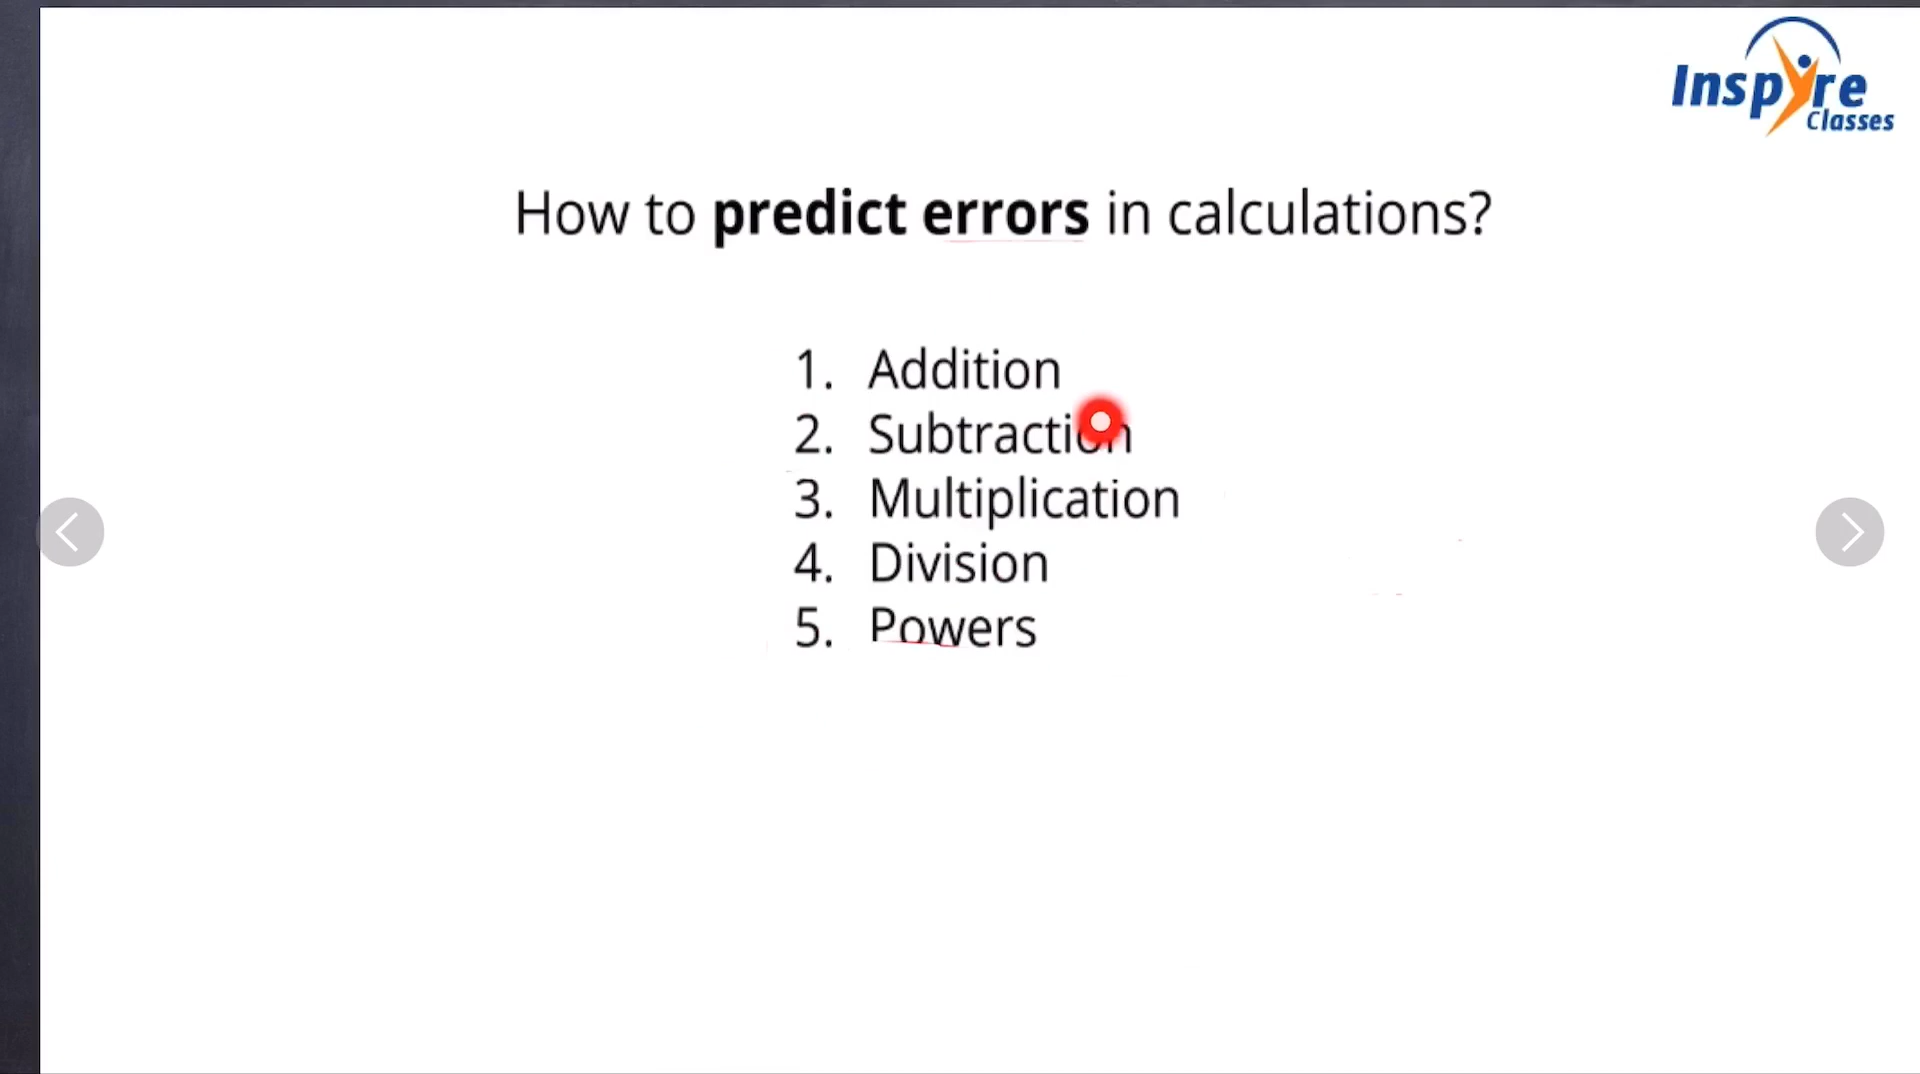 Inspyre
Classes
How to predict errors in calculations?
1. Addition
2. Subtraction
3. Multiplication
4. Division
5. Powers